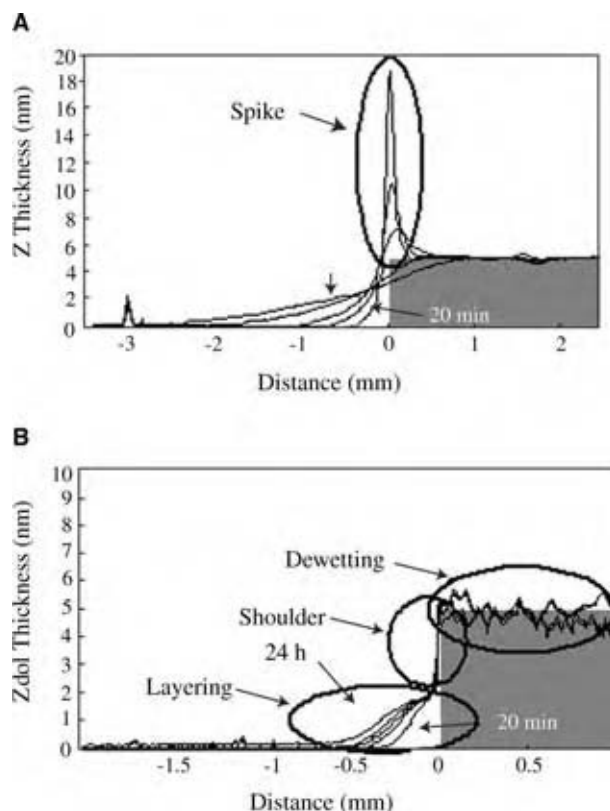 A
Z Thickness (nm)
20
18
16
14
12
10
8
6
4
2
0
Spike
20 min
-3 -2 -1 0 1 2
Distance (mm)
B
Zdol Thickness (nm)
10
9
8
7
6
5
4
3
2
1
0
Dewetting
Shoulder
24 h
Layering
20 min
-1.5 -1 -0.5 0 0.5
Distance (mm)